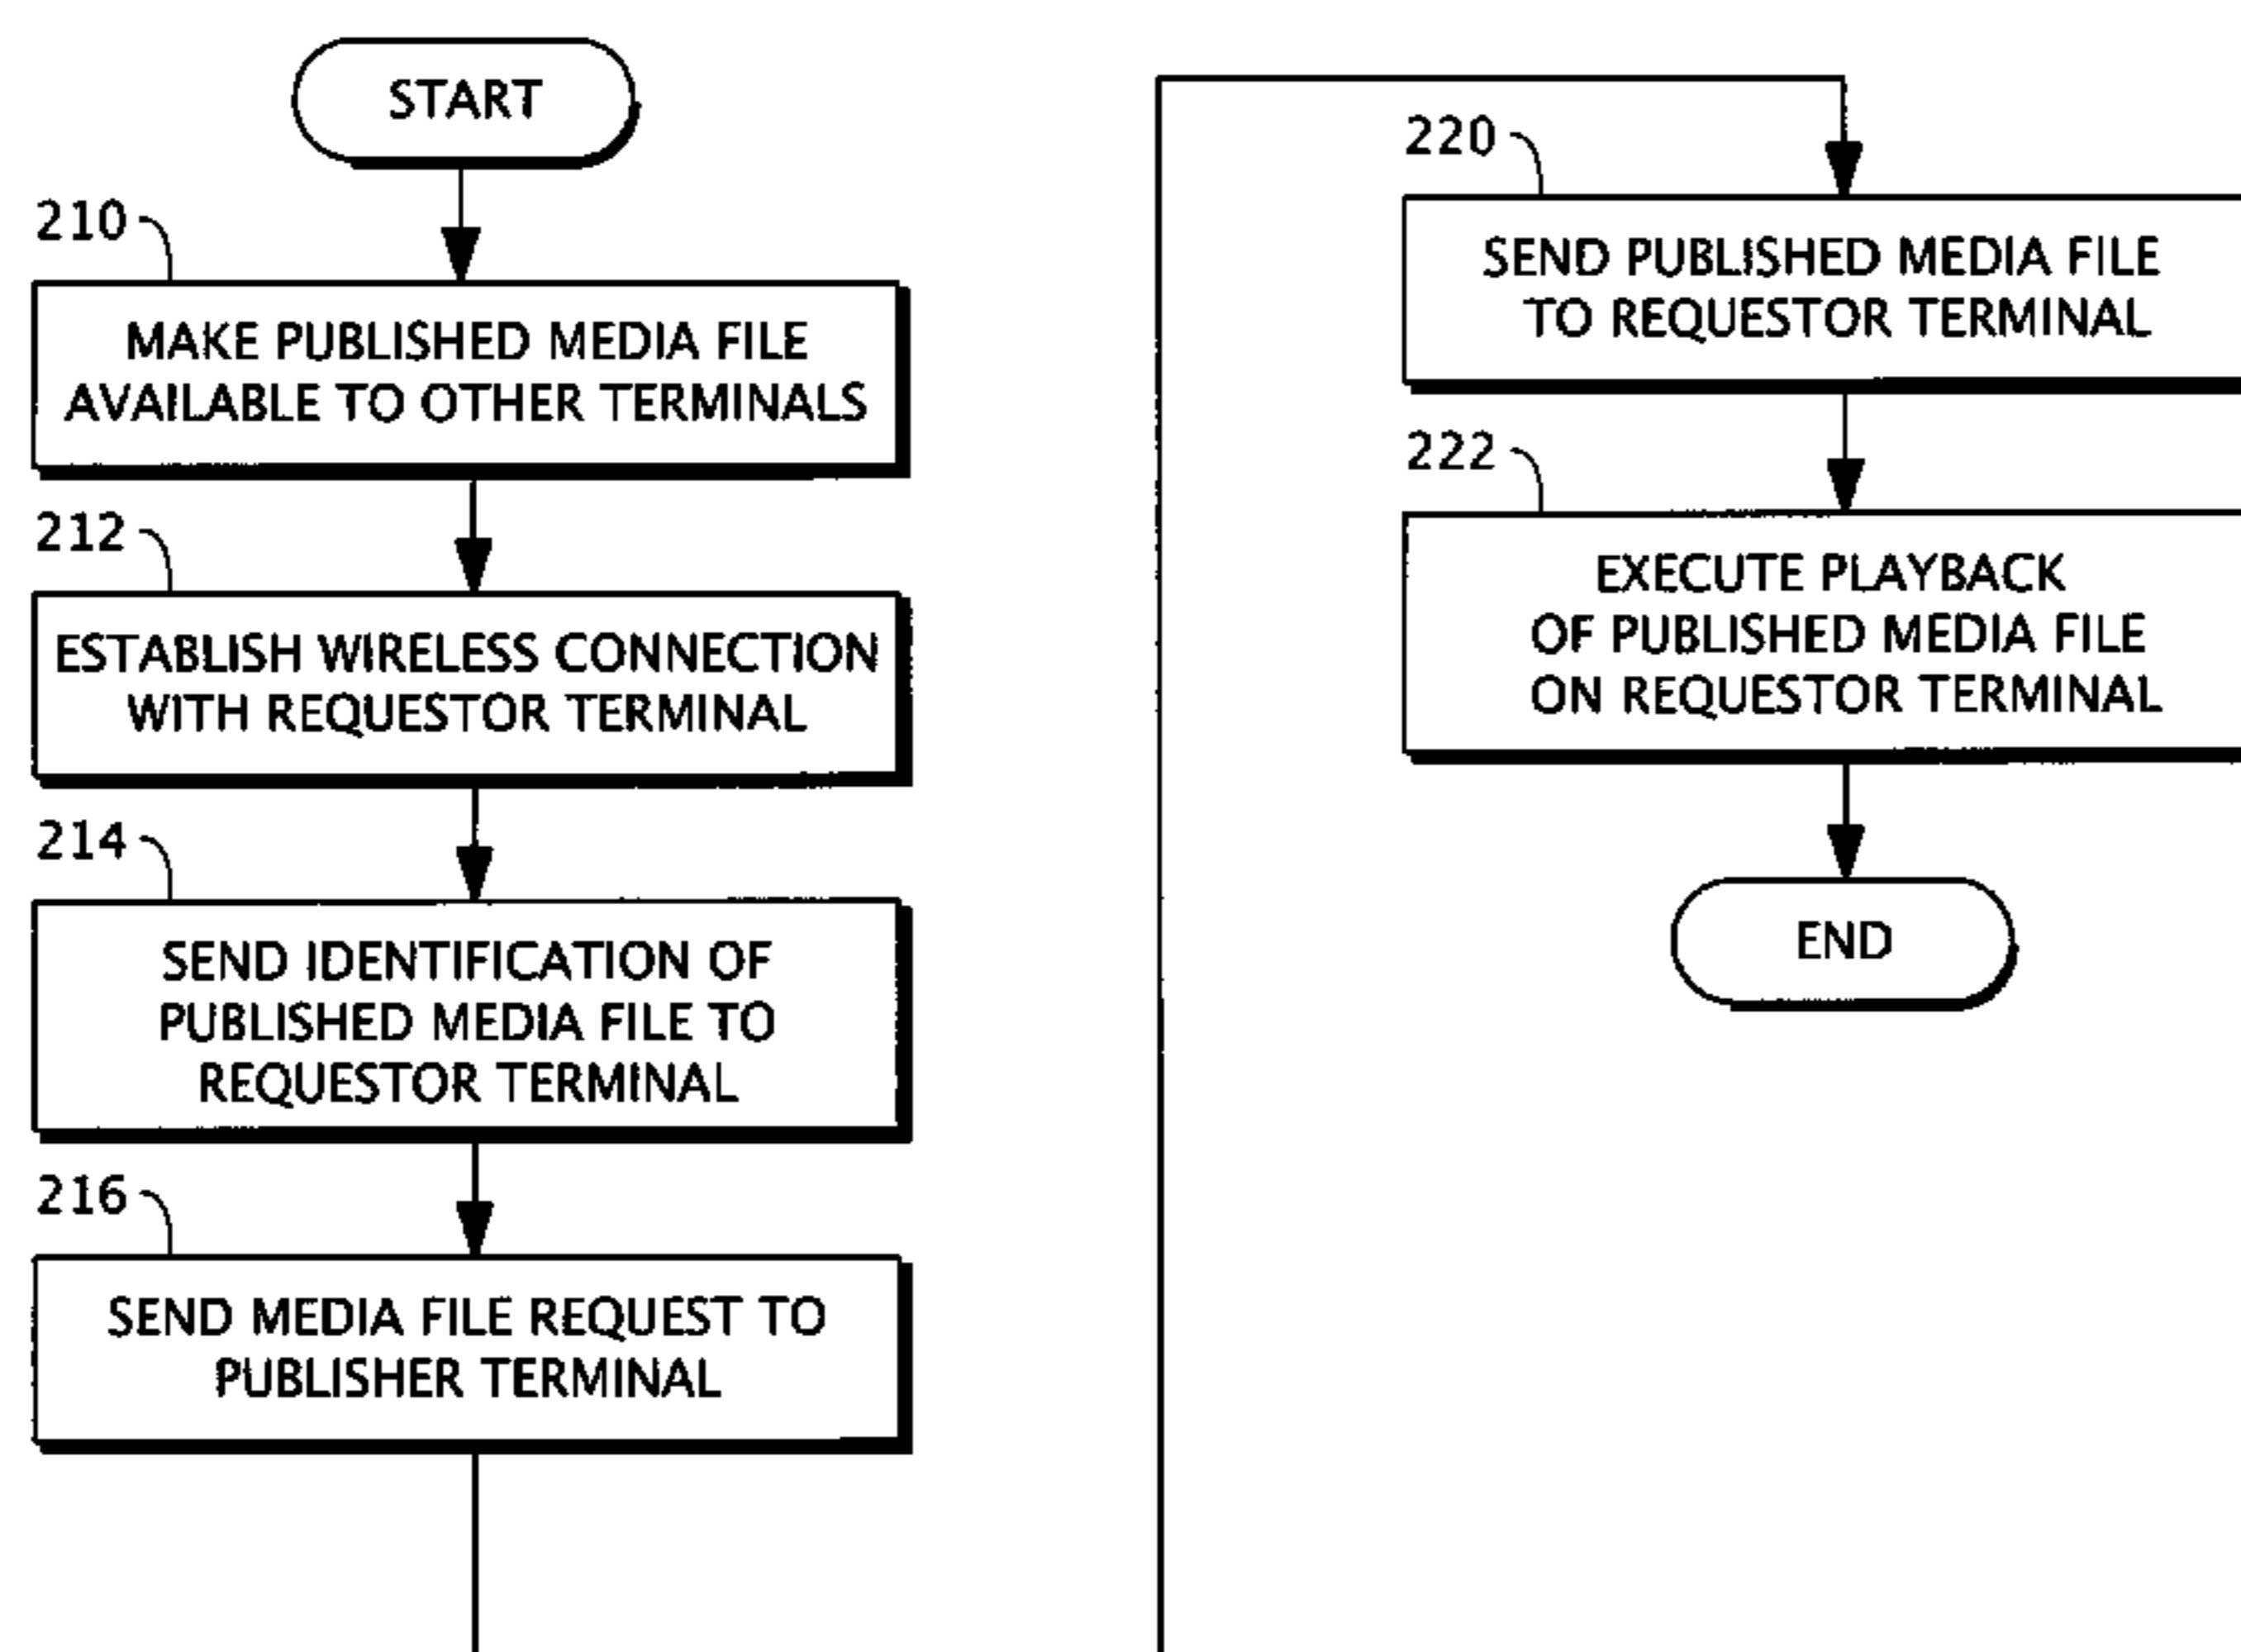 START
210
MAKE PUBLISHED MEDIA FILE
AVAILABLE TO OTHER TERMINALS
212
ESTABLISH WIRELESS CONNECTION
WITH REQUESTOR TERMINAL
214
SEND IDENTIFICATION OF
PUBLISHED MEDIA FILE TO
REQUESTOR TERMINAL
216
SEND MEDIA FILE REQUEST TO
PUBLISHER TERMINAL
220
SEND PUBLISHED MEDIA FILE
TO REQUESTOR TERMINAL
222
EXECUTE PLAYBACK
OF PUBLISHED MEDIA FILE
ON REQUESTOR TERMINAL
END